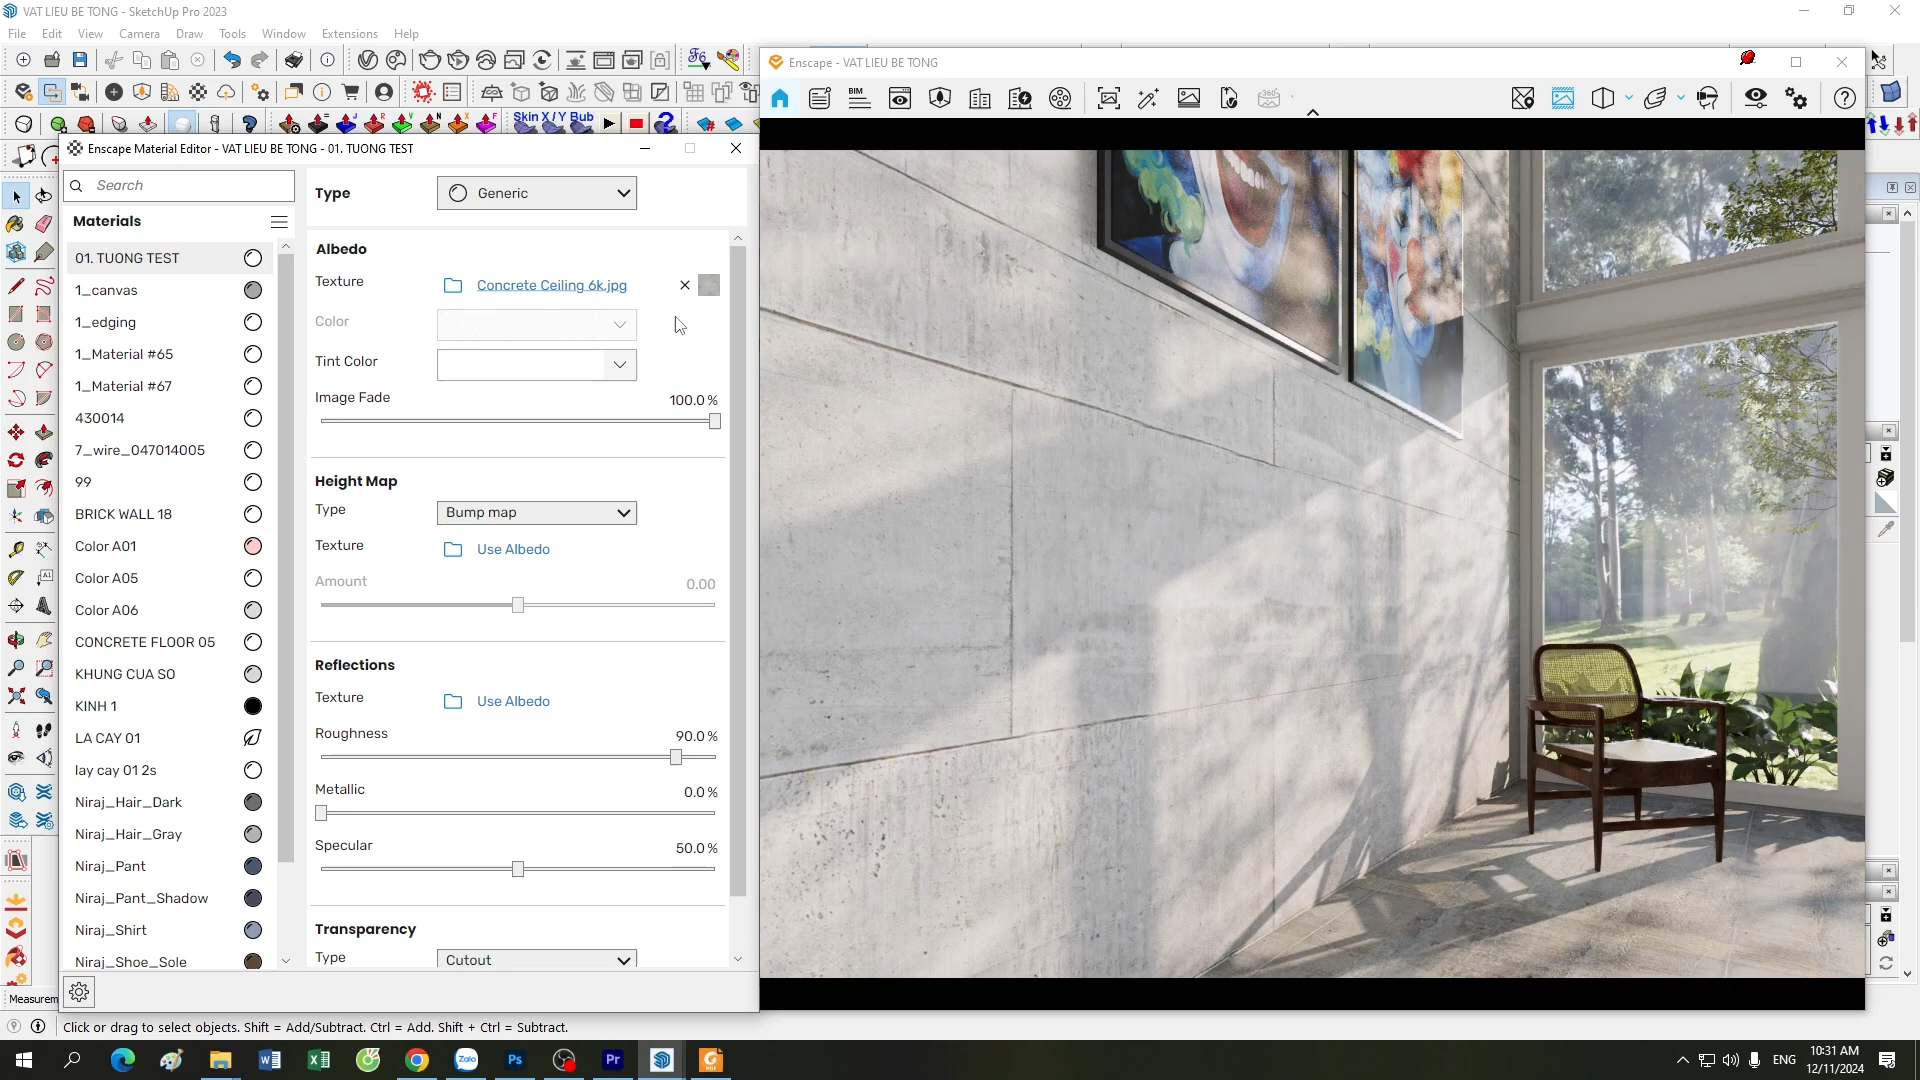 VAT LIEU BE TONG - SketchUp Pro 2023
File Edit View Camera Draw Tools Window Extensions Help
Enscape - VAT LIEU BE TONG
BIM
Skin X / Y Bub
Enscape Material Editor - VAT LIEU BE TONG - 01. TUONG TEST
Search
Materials
01. TUONG TEST
1_canvas
1_edging
1_Material #65
1_Material #67
430014
7_wire_047014005
99
BRICK WALL 18
Color A01
Color A05
Color A06
CONCRETE FLOOR 05
KHUNG CUA SO
KINH 1
LA CAY 01
lay cay 01 2s
Niraj_Hair_Dark
Niraj_Hair_Gray
Niraj_Pant
Niraj_Pant_Shadow
Niraj_Shirt
Niraj_Shoe_Sole
Type Generic
Albedo
Texture Concrete Ceiling 6k.jpg
Color
Tint Color
Image Fade 100.0 %
Height Map
Type Bump map
Texture Use Albedo
Amount 0.00
Reflections
Texture Use Albedo
Roughness 90.0 %
Metallic 0.0 %
Specular 50.0 %
Transparency
Type Cutout
Measurem
Click or drag to select objects. Shift = Add/Subtract. Ctrl = Add. Shift + Ctrl = Subtract.
Zalo
Ps
Pr
ENG
10:31 AM
12/11/2024